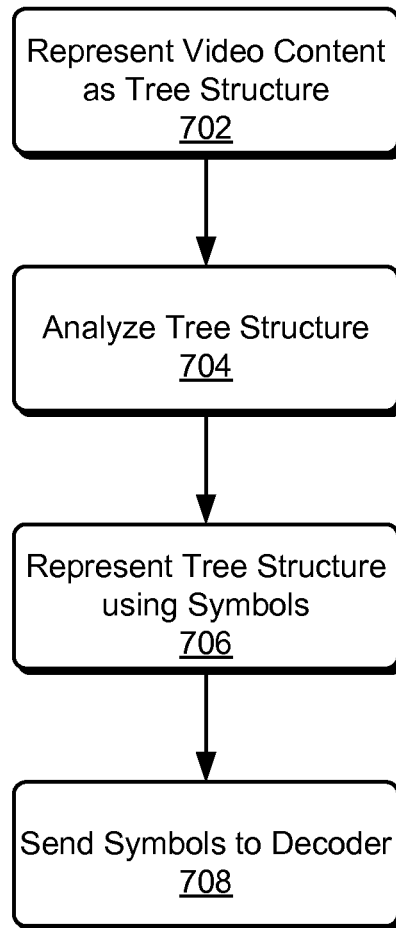 Represent Video Content
as Tree Structure
702
Analyze Tree Structure
704
Represent Tree Structure
using Symbols
706
Send Symbols to Decoder
708